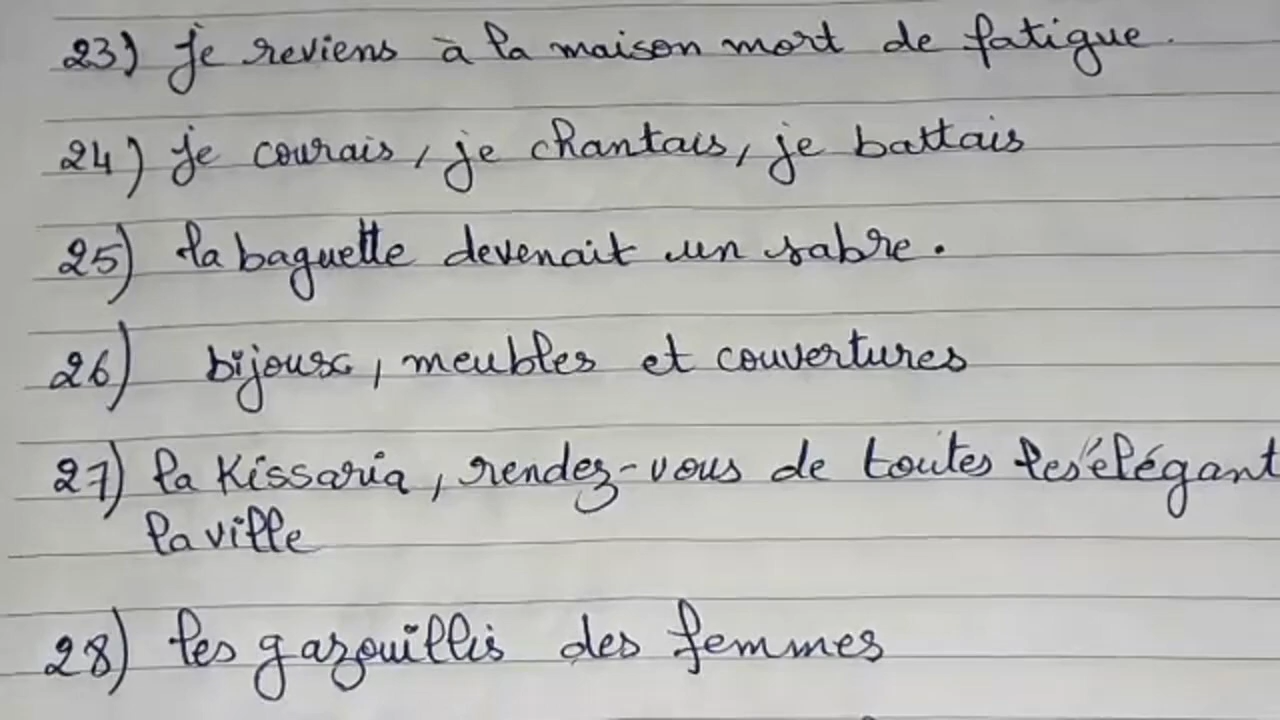 23) je reviens à la maison mort de fatigue.
24) je courais, je chantais, je battais
25) la baguette devenait un sabre.
26) bijoux, meubles et couvertures
27) la Kissaria, rendez-vous de toutes les élégant
la ville
28) les gazouillis des femmes